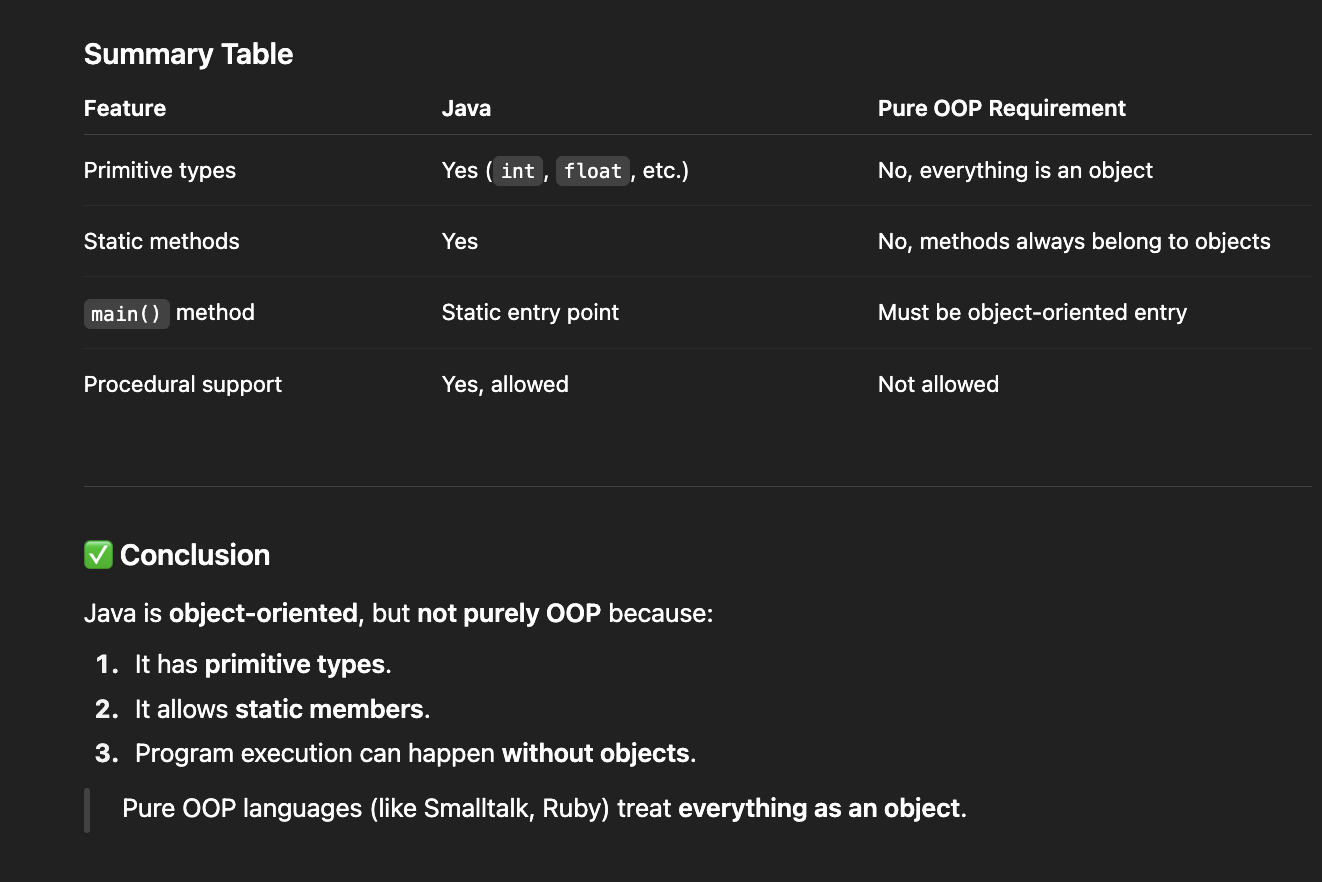 Summary Table
Feature Java Pure OOP Requirement
Primitive types Yes (int, float, etc.) No, everything is an object
Static methods Yes No, methods always belong to objects
main() method Static entry point Must be object-oriented entry
Procedural support Yes, allowed Not allowed
✅ Conclusion
Java is object-oriented, but not purely OOP because:
1. It has primitive types.
2. It allows static members.
3. Program execution can happen without objects.
Pure OOP languages (like Smalltalk, Ruby) treat everything as an object.